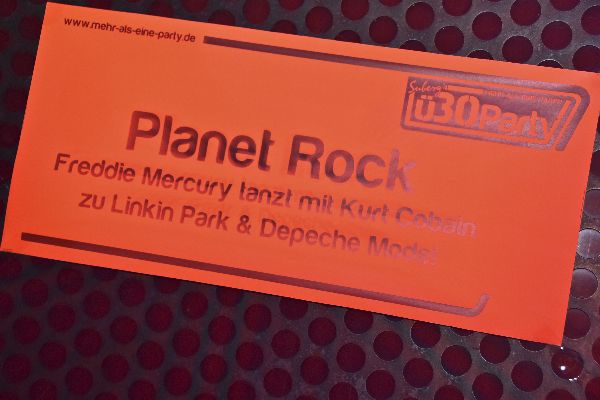 www.mehr-als-eine-party.de
Suberg's
ü30Party
Planet Rock
Freddie Mercury tanzt mit Kurt Cobain
zu Linkin Park & Depeche Mode!